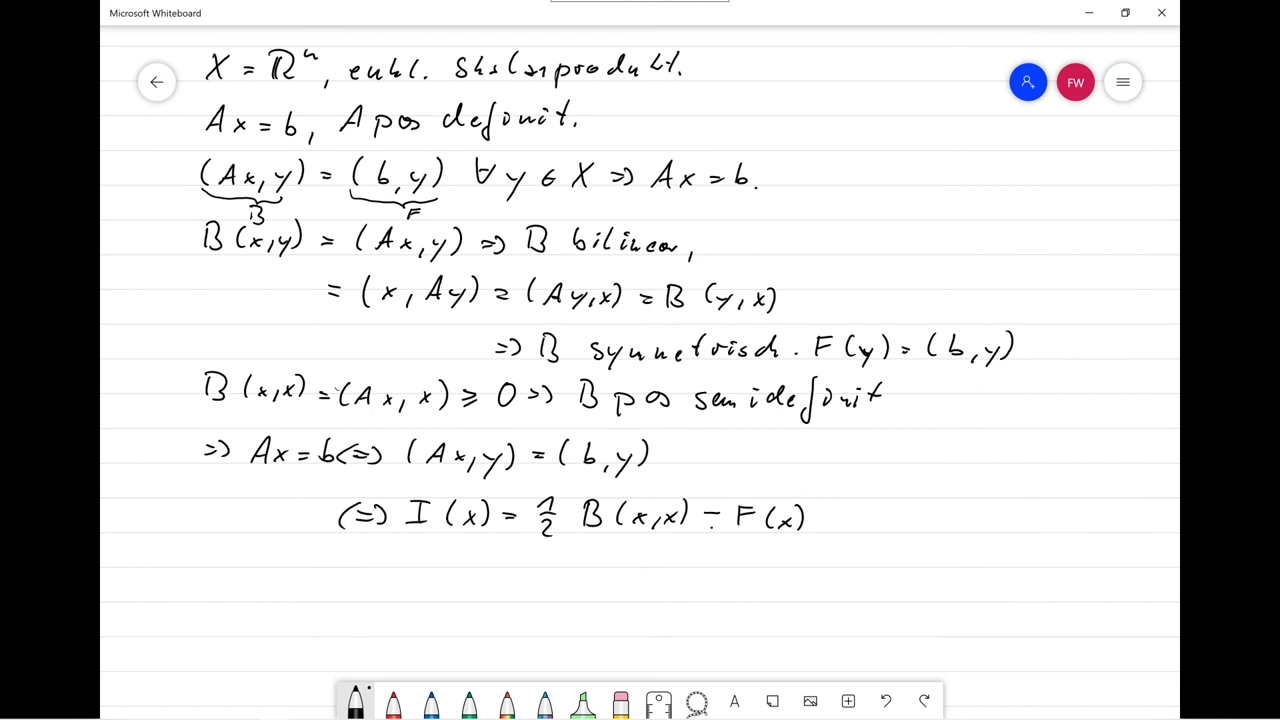 Microsoft Whiteboard
X = ℝⁿ, eukl. Skalarprodukt.
FW
Ax = b, A pos definit.
(Ax,y) = (b,y) ∀ y ∈ X ⇒ Ax = b.
B F
B(x,y) = (Ax,y) ⇒ B bilinear,
= (x,Ay) = (Ay,x) = B(y,x)
⇒ B symmetrisch. F(y) = (b,y)
B(x,x) = (Ax,x) ≥ 0 ⇒ B pos semidefinit
⇒ Ax = b ⇔ (Ax,y) = (b,y)
⇔ I(x) = ½ B(x,x) − F(x)
A